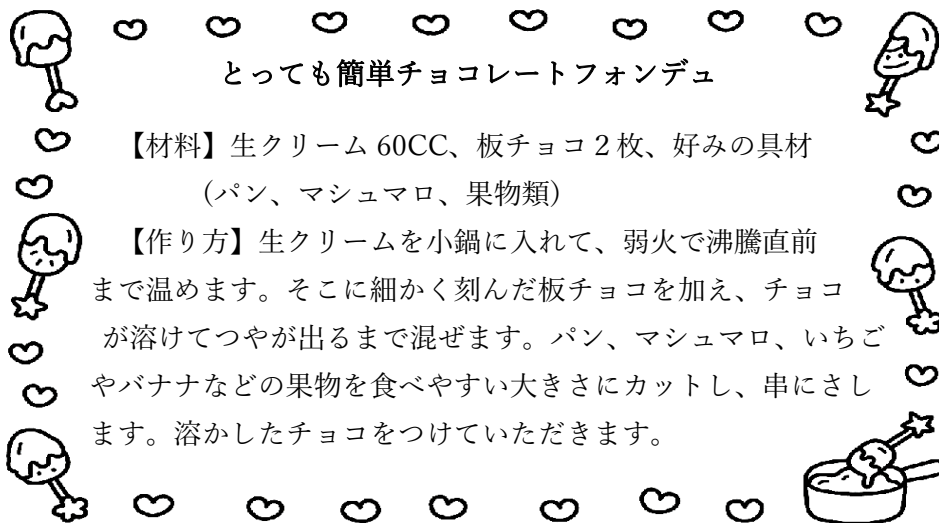 とっても簡単チョコレートフォンデュ
【材料】生クリーム 60CC、板チョコ２枚、好みの具材
(パン、マシュマロ、果物類)
【作り方】生クリームを小鍋に入れて、弱火で沸騰直前
まで温めます。そこに細かく刻んだ板チョコを加え、チョコ
が溶けてつやが出るまで混ぜます。パン、マシュマロ、いちご
やバナナなどの果物を食べやすい大きさにカットし、串にさし
ます。溶かしたチョコをつけていただきます。